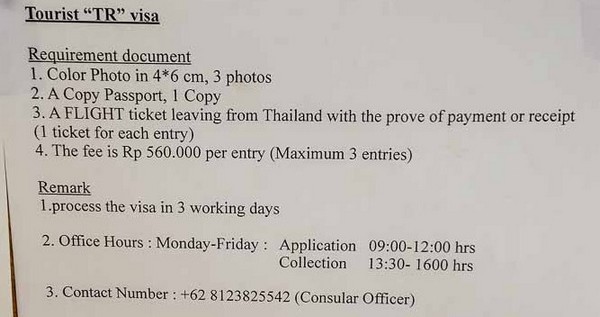 Tourist “TR” visa
Requirement document
1. Color Photo in 4*6 cm, 3 photos
2. A Copy Passport, 1 Copy
3. A FLIGHT ticket leaving from Thailand with the prove of payment or receipt
(1 ticket for each entry)
4. The fee is Rp 560.000 per entry (Maximum 3 entries)
Remark
1.process the visa in 3 working days
2. Office Hours : Monday-Friday : Application 09:00-12:00 hrs
Collection 13:30- 1600 hrs
3. Contact Number : +62 8123825542 (Consular Officer)